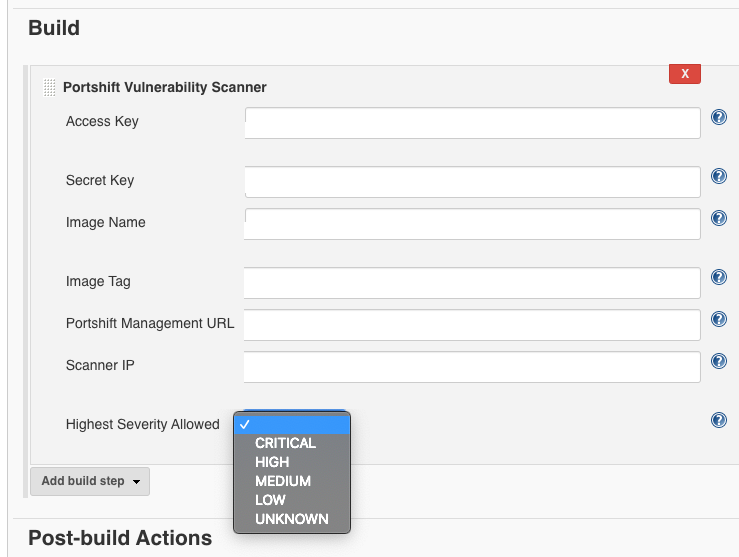 Build
X
Portshift Vulnerability Scanner
Access Key
?
Secret Key
?
Image Name
?
Image Tag
?
Portshift Management URL
?
Scanner IP
?
Highest Severity Allowed
?
✓
CRITICAL
HIGH
MEDIUM
LOW
UNKNOWN
Add build step
Post-build Actions